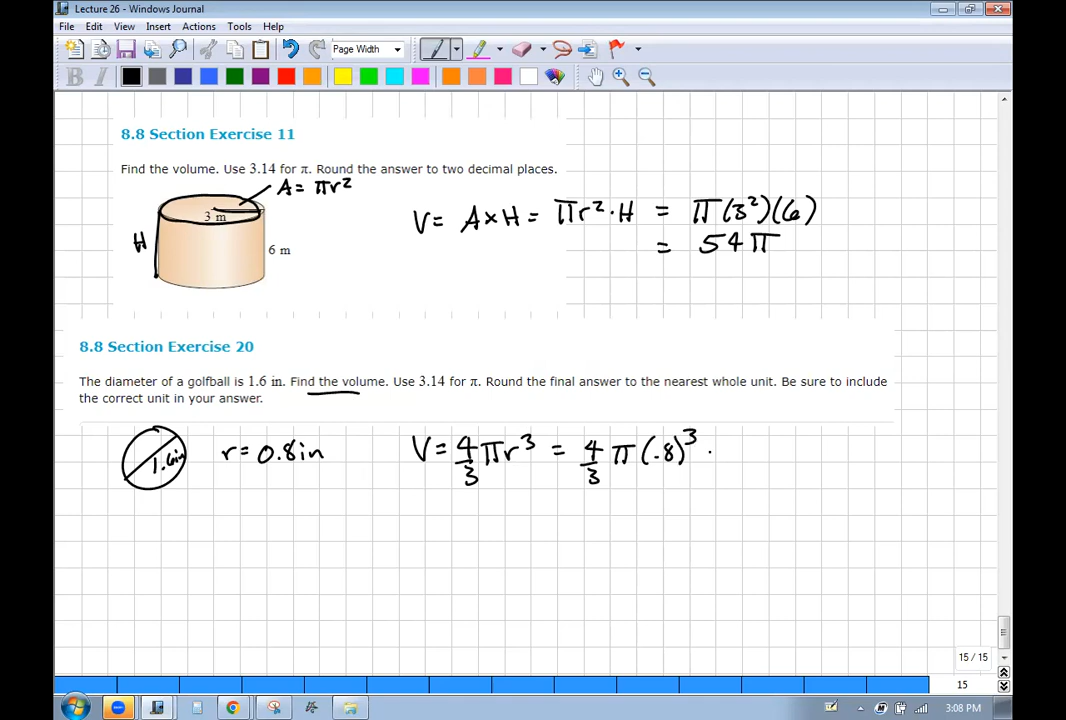 Lecture 26 - Windows Journal
File Edit View Insert Actions Tools Help
Page Width
B I
8.8 Section Exercise 11
Find the volume. Use 3.14 for π. Round the answer to two decimal places.
A = πr²
3 m
H
6 m
V = A×H = πr²·H = π(3²)(6)
= 54π
8.8 Section Exercise 20
The diameter of a golfball is 1.6 in. Find the volume. Use 3.14 for π. Round the final answer to the nearest whole unit. Be sure to include
the correct unit in your answer.
1.6in r = 0.8in V = 4/3 πr³ = 4/3 π(.8)³ ·
15 / 15
15
3:08 PM